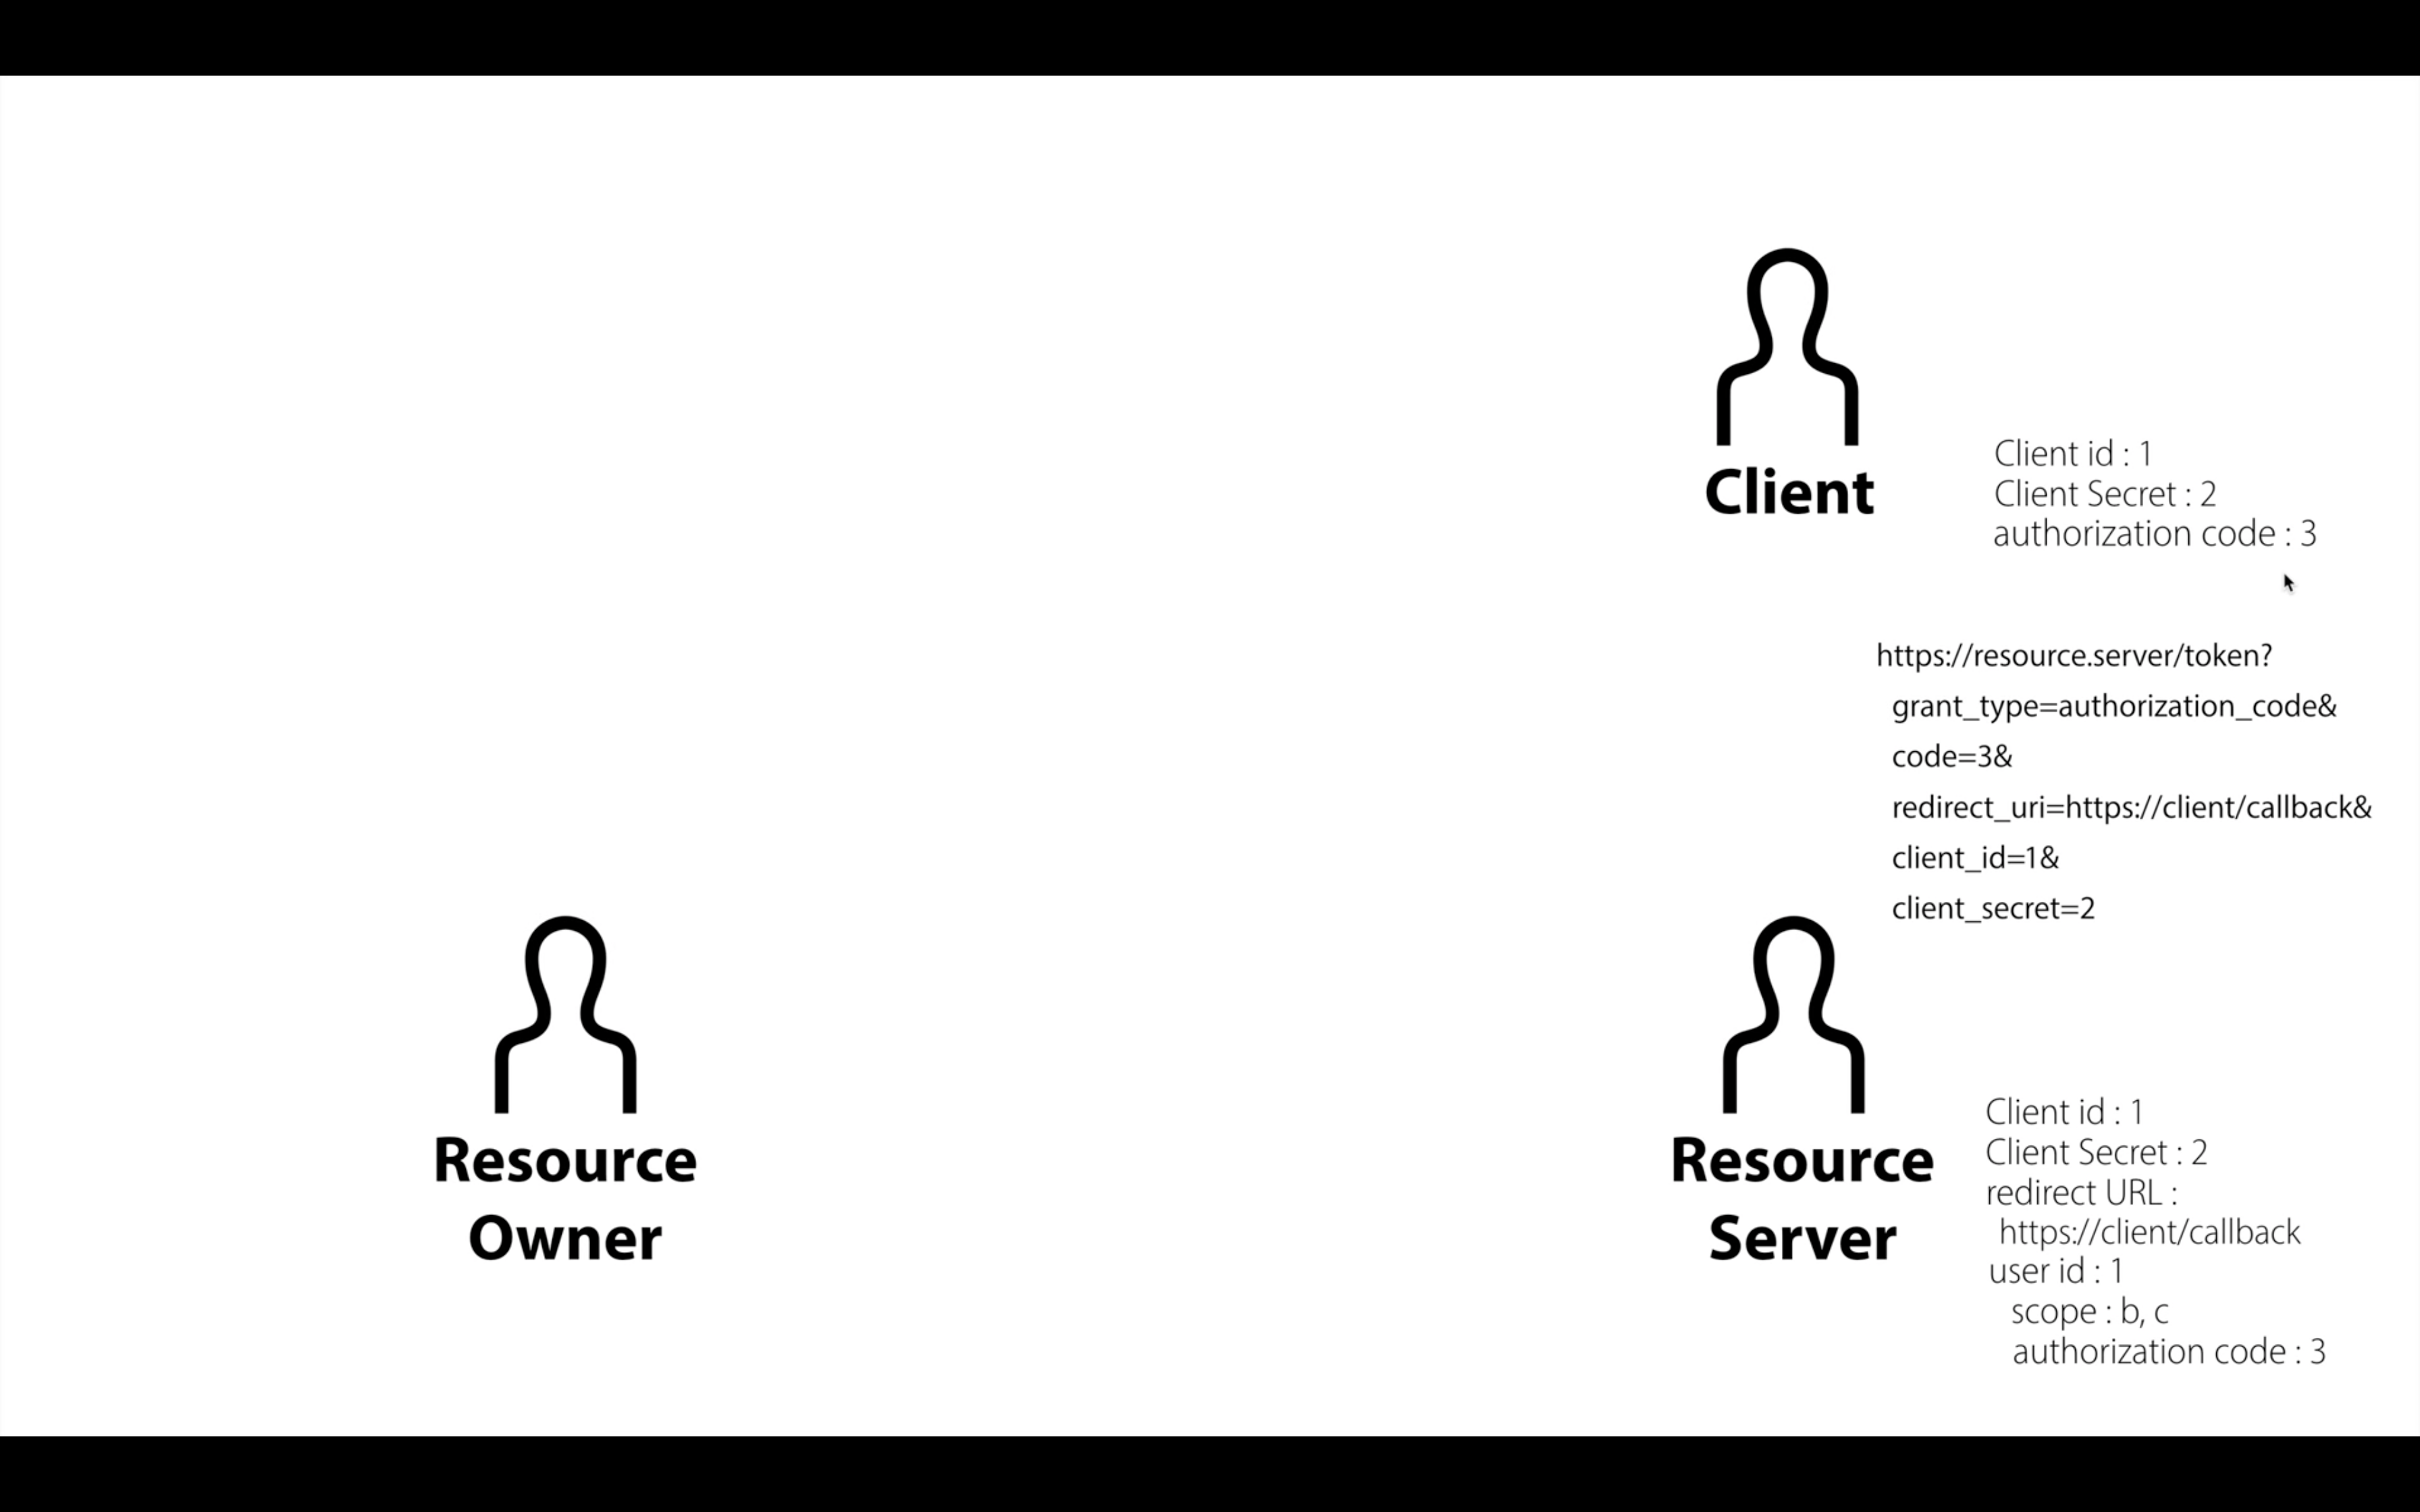 Client
Client id : 1
Client Secret : 2
authorization code : 3
https://resource.server/token?
grant_type=authorization_code&
code=3&
redirect_uri=https://client/callback&
client_id=1&
client_secret=2
Resource
Owner
Resource
Server
Client id : 1
Client Secret : 2
redirect URL :
https://client/callback
user id : 1
scope : b, c
authorization code : 3